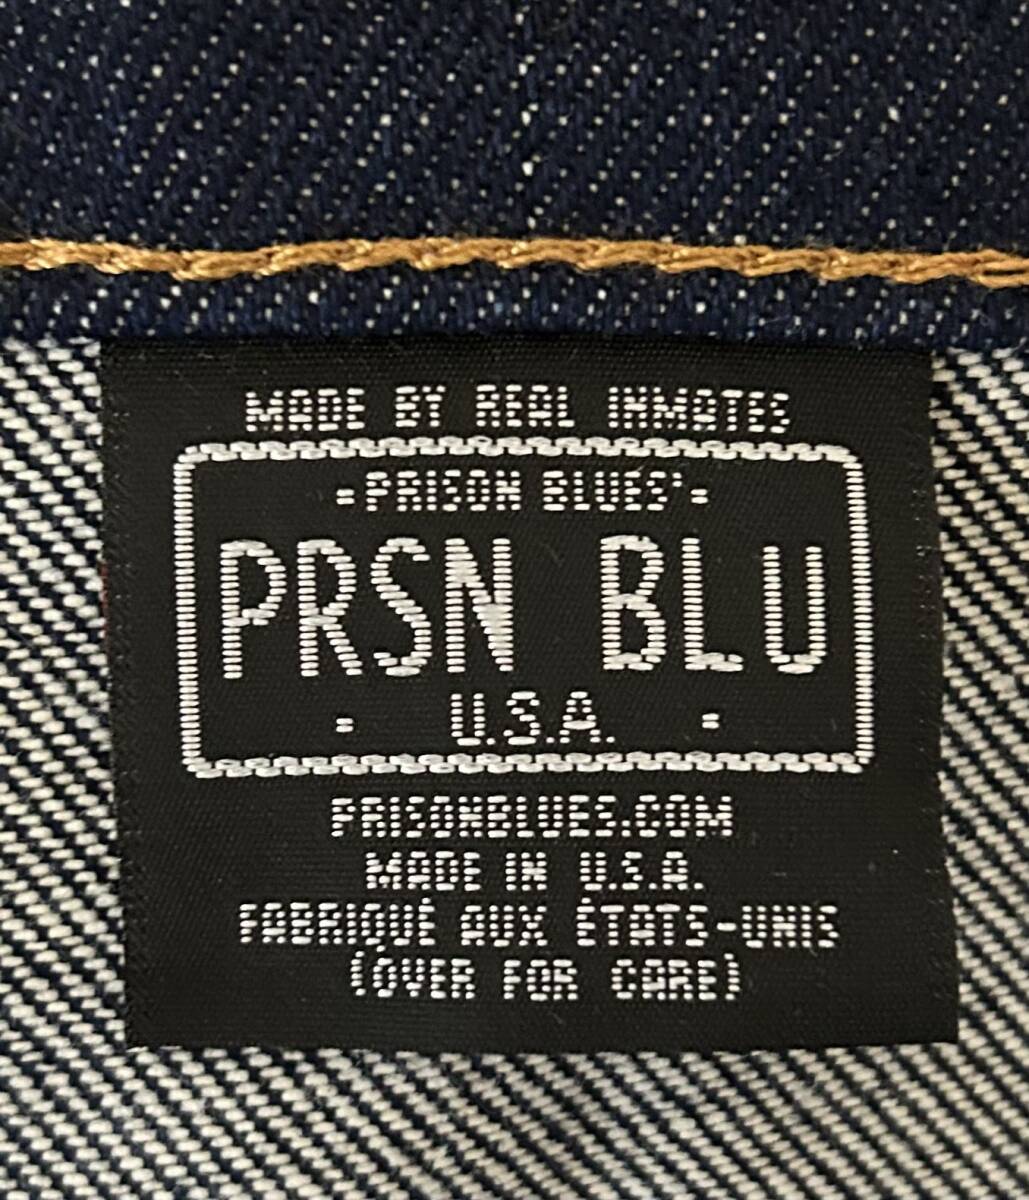 MADE BY REAL INMATES
PRISON BLUES'
PRSN BLU
U.S.A.
PRISONBLUES.COM
MADE IN U.S.A.
FABRIQUÉ AUX ÉTATS-UNIS
(OVER FOR CARE)